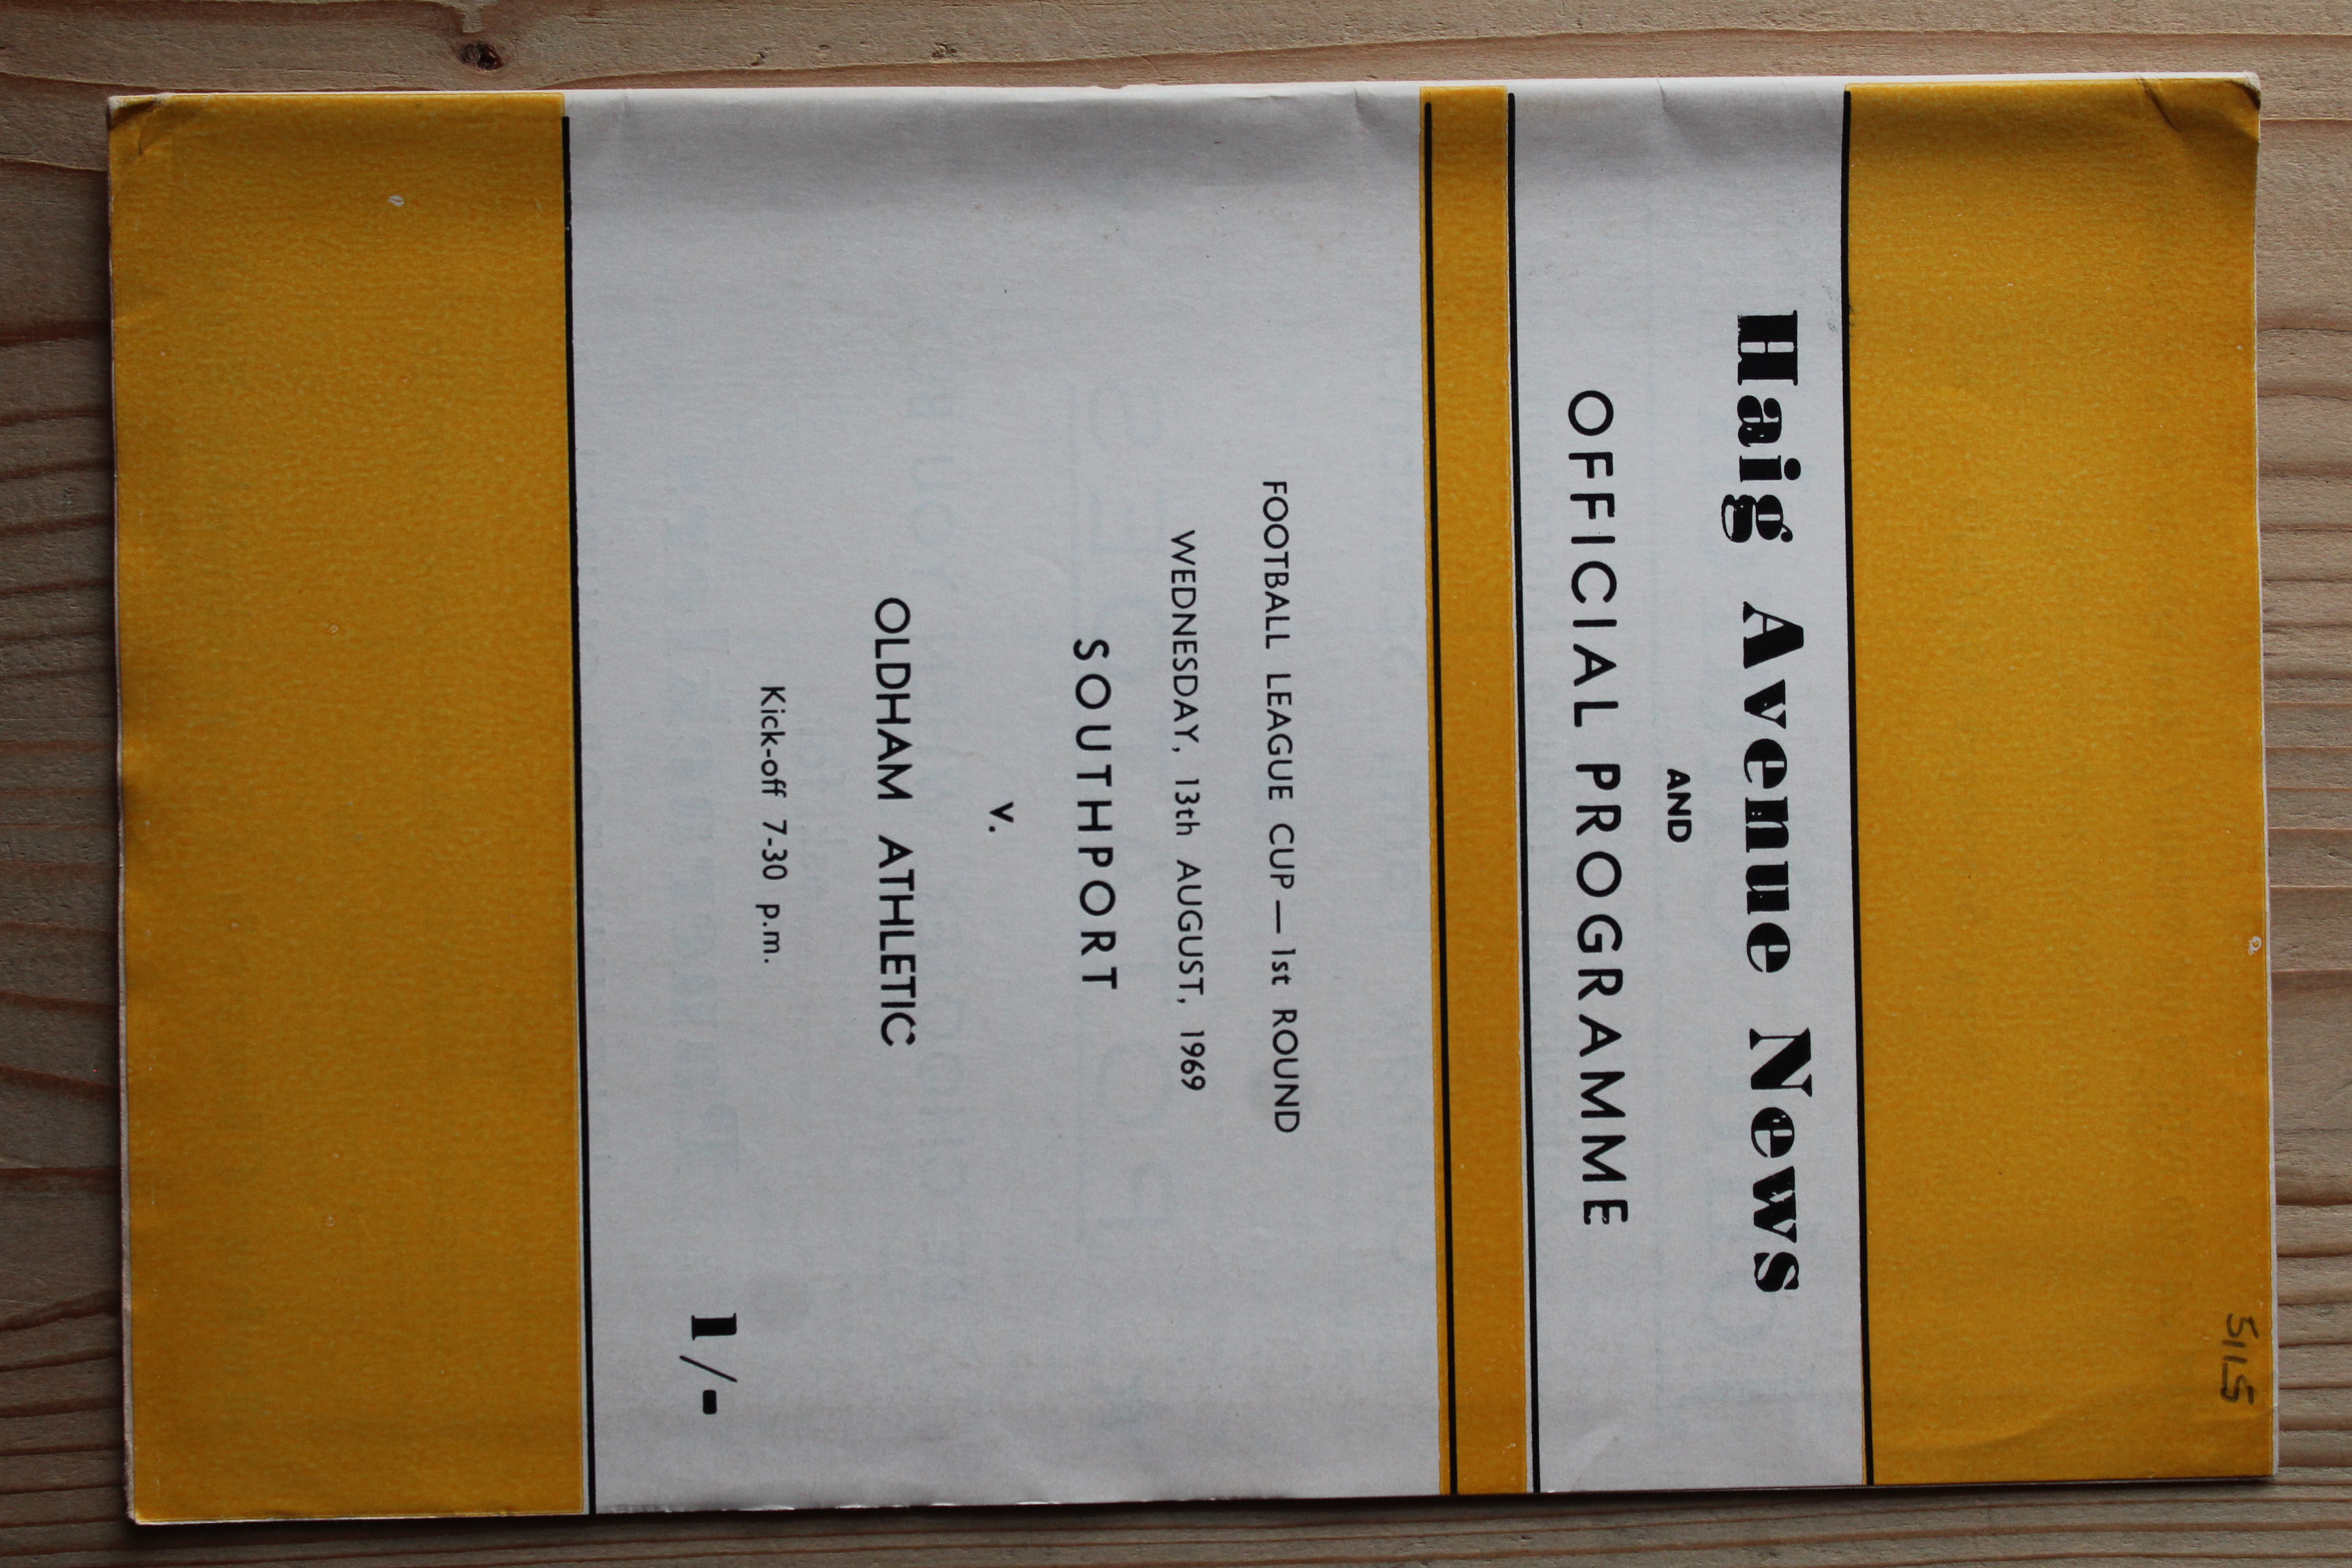 Haig Avenue News
AND
OFFICIAL PROGRAMME
FOOTBALL LEAGUE CUP — 1st ROUND
WEDNESDAY, 13th AUGUST, 1969
SOUTHPORT
v.
OLDHAM ATHLETIC
Kick-off 7-30 p.m.
1/-